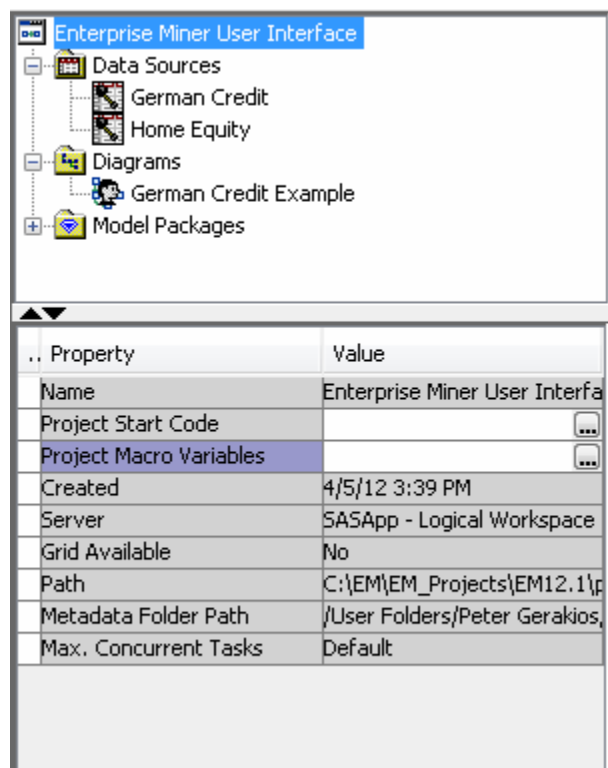 Enterprise Miner User Interface
Data Sources
German Credit
Home Equity
Diagrams
German Credit Example
Model Packages
.. Property Value
Name Enterprise Miner User Interfa
Project Start Code ...
Project Macro Variables ...
Created 4/5/12 3:39 PM
Server SASApp - Logical Workspace
Grid Available No
Path C:\EM\EM_Projects\EM12.1\p
Metadata Folder Path /User Folders/Peter Gerakios,
Max. Concurrent Tasks Default